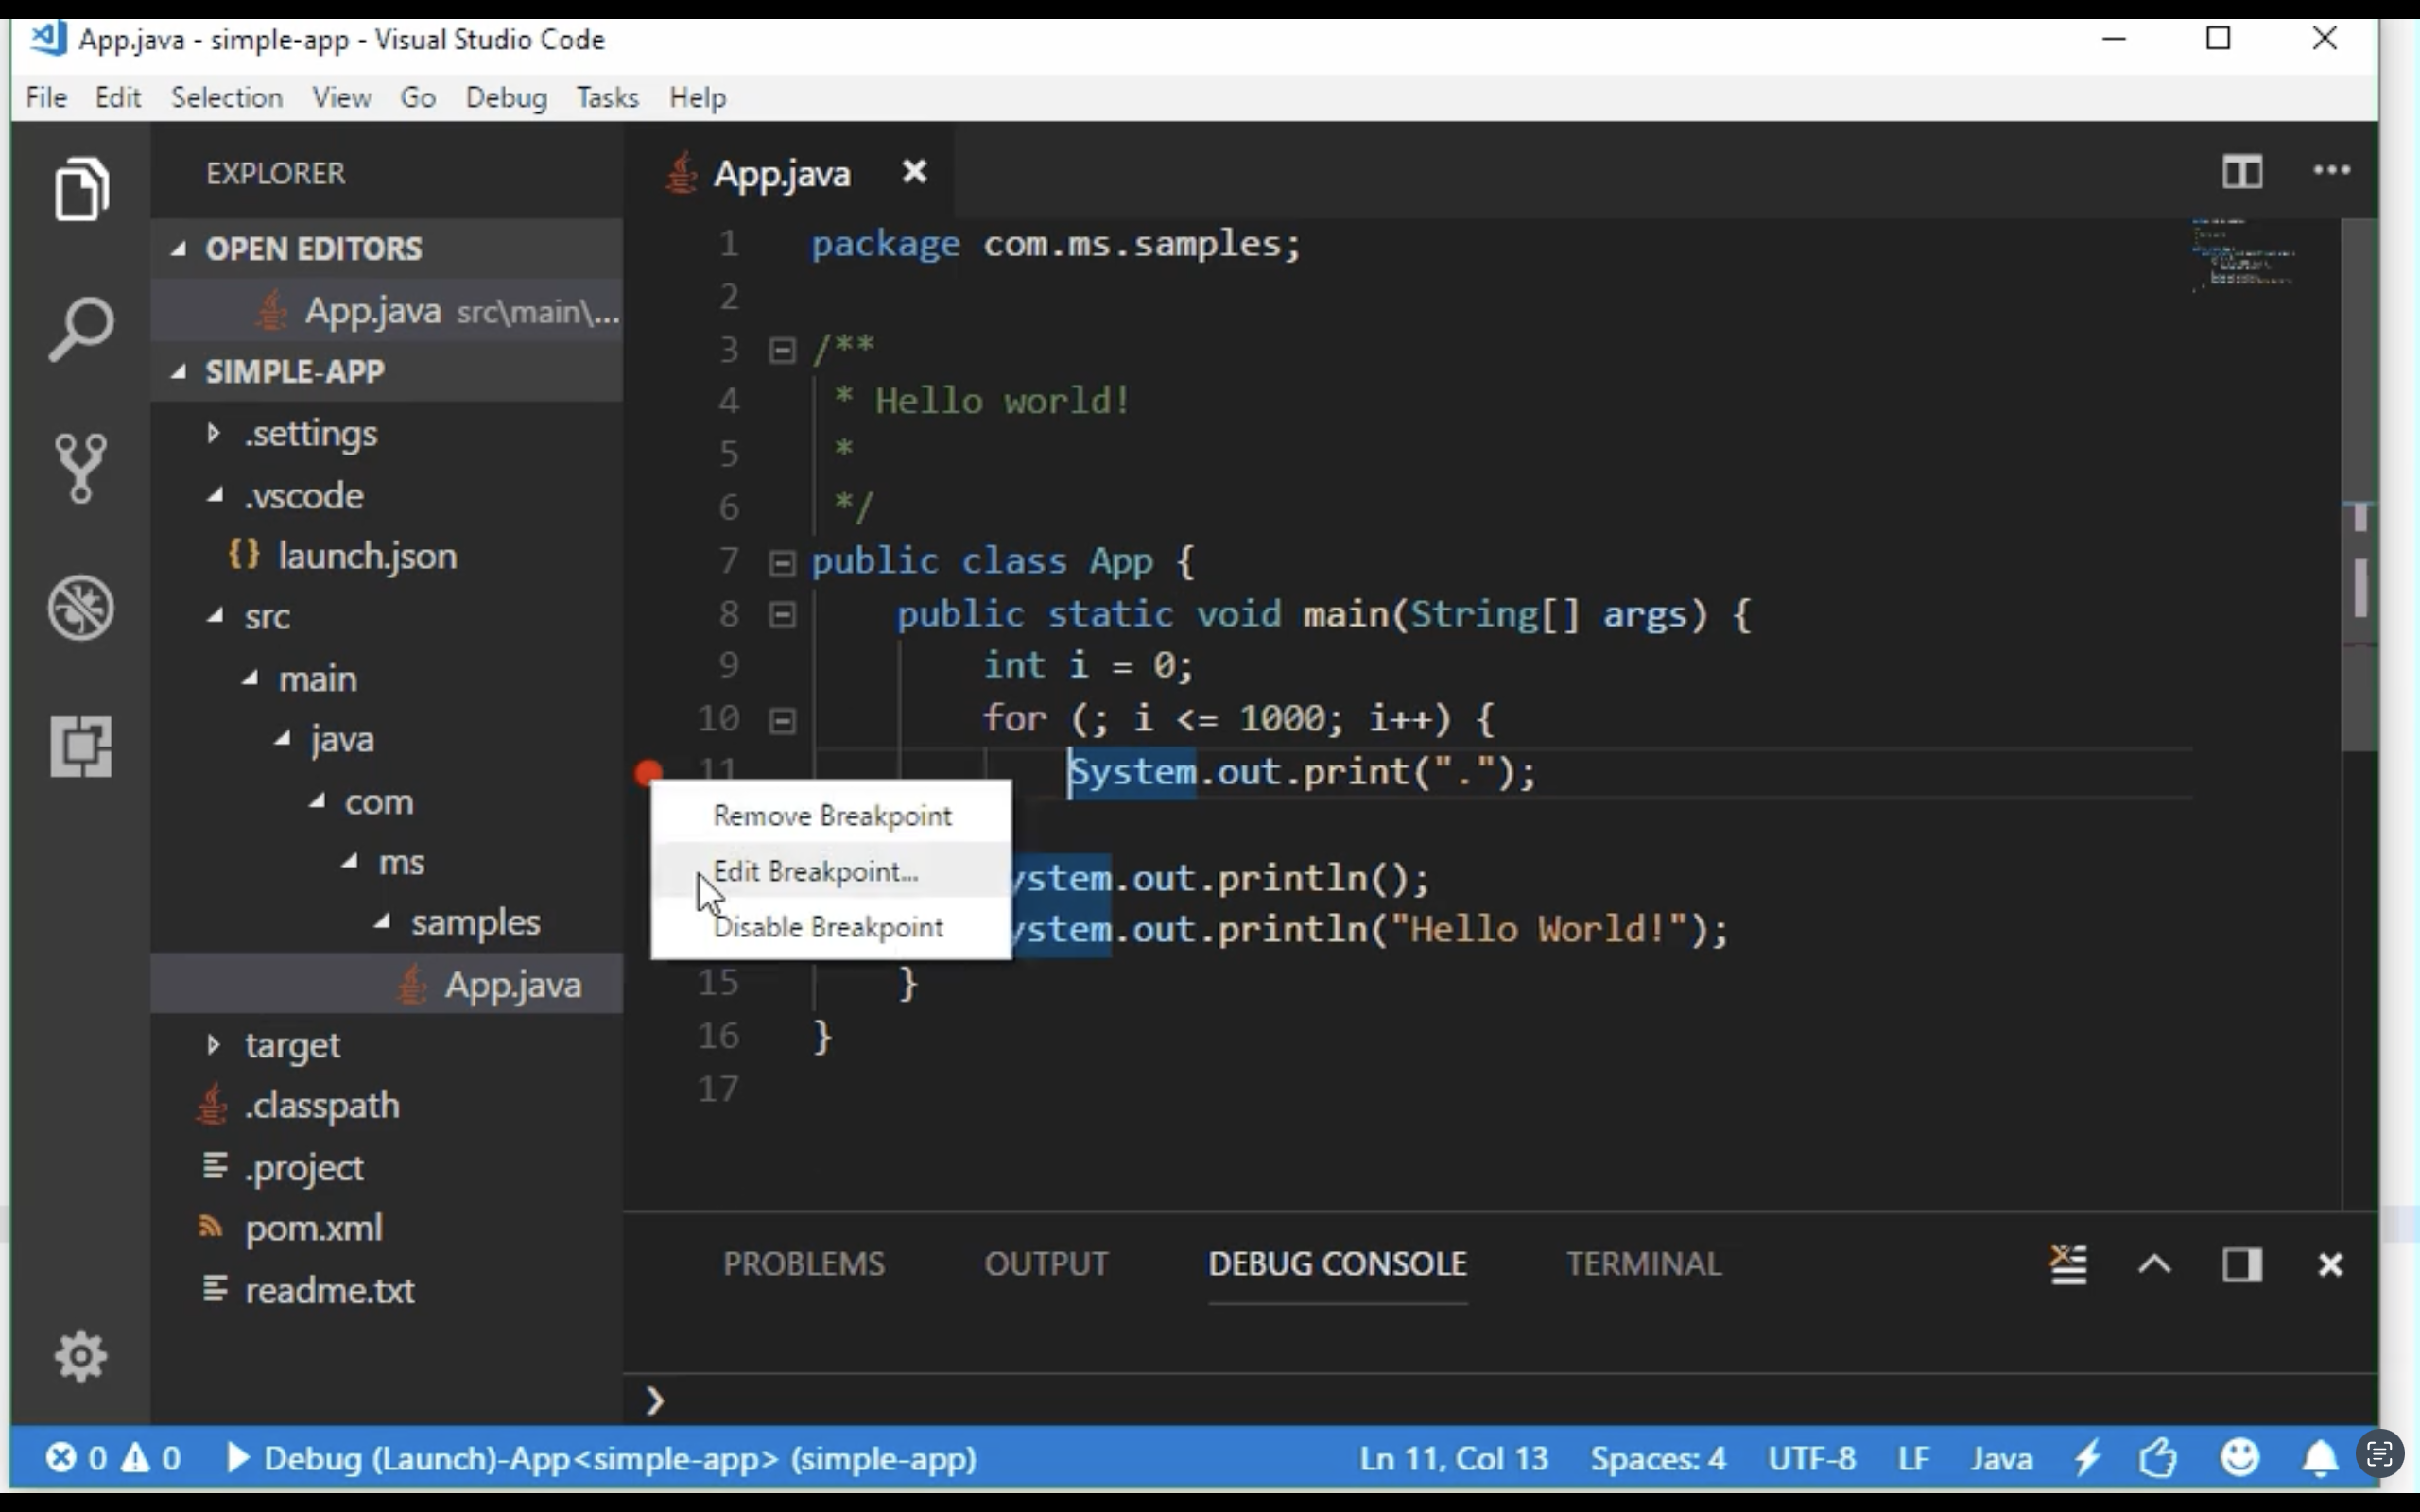 App.java - simple-app - Visual Studio Code
File Edit Selection View Go Debug Tasks Help
EXPLORER
OPEN EDITORS
App.java src\main\...
SIMPLE-APP
.settings
.vscode
{} launch.json
src
main
java
com
ms
samples
App.java
target
.classpath
.project
pom.xml
readme.txt
App.java
1 package com.ms.samples;
2
3 /**
4 * Hello world!
5 *
6 */
7 public class App {
8 public static void main(String[] args) {
9 int i = 0;
10 for (; i <= 1000; i++) {
11 System.out.print(".");
ystem.out.println();
ystem.out.println("Hello World!");
15 }
16 }
17
Remove Breakpoint
Edit Breakpoint...
Disable Breakpoint
PROBLEMS OUTPUT DEBUG CONSOLE TERMINAL
0 0 Debug (Launch)-App<simple-app> (simple-app) Ln 11, Col 13 Spaces: 4 UTF-8 LF Java